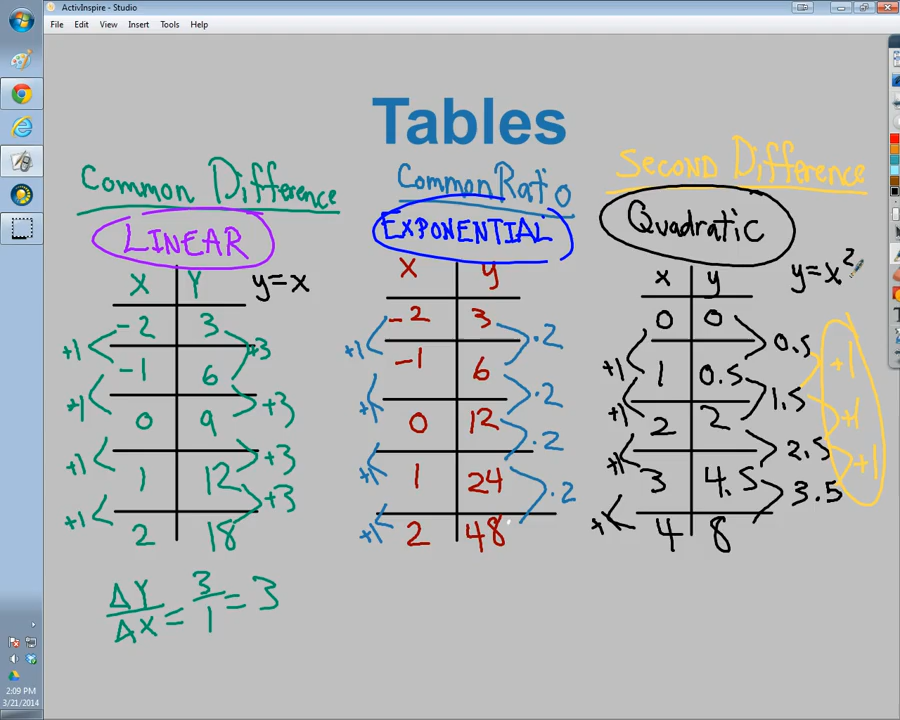 ActivInspire - Studio
File Edit View Insert Tools Help
Tables
Common Difference
LINEAR
X Y y=x
-2 3
-1 6
0 9
1 12
2 18
+1 +1 +1 +1
+3 +3 +3 +3
ΔY/ΔX = 3/1 = 3
Common Ratio
EXPONENTIAL
X y
-2 3
-1 6
0 12
1 24
2 48
+1 +1 +1 +1
·2 ·2 ·2 ·2
Second Difference
Quadratic
x y y=x²
0 0
1 0.5
2 2
3 4.5
4 8
+1 +1 +1 +1
0.5 1.5 2.5 3.5
+1 +1 +1
2:09 PM
3/21/2014